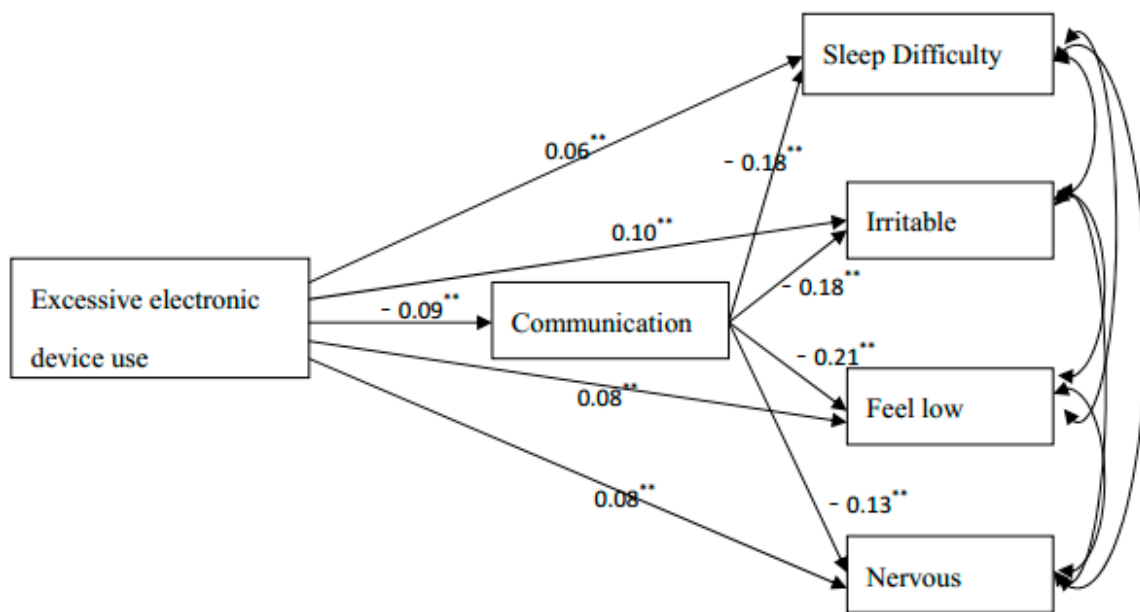 Sleep Difficulty
0.06**
- 0.18**
Irritable
0.10**
- 0.18**
Excessive electronic
device use
- 0.09**
Communication
- 0.21**
0.08**
Feel low
0.08**
- 0.13**
Nervous